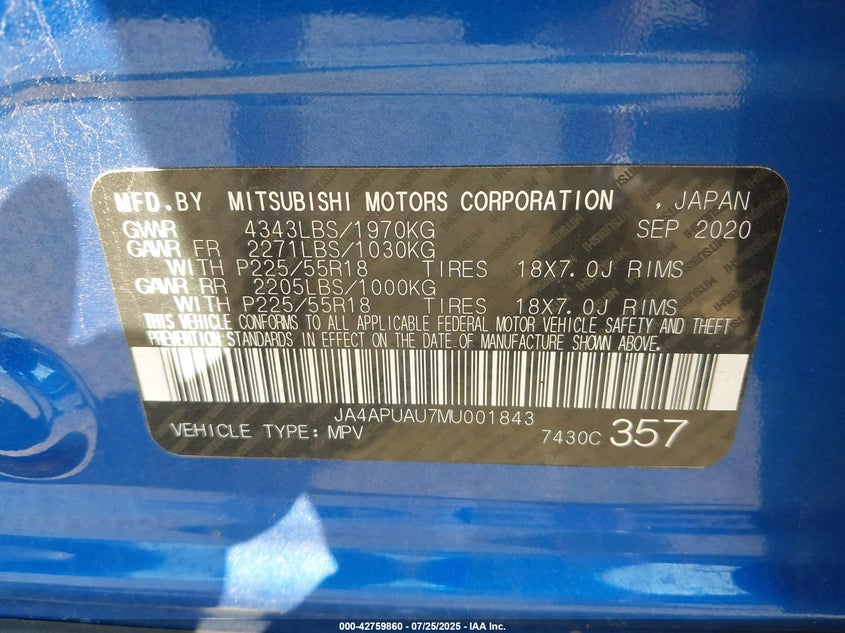 MFD.BY MITSUBISHI MOTORS CORPORATION , JAPAN
GVWR 4343LBS/1970KG SEP 2020
GAWR FR 2271LBS/1030KG
WITH P225/55R18 TIRES 18X7.0J RIMS
GAWR RR 2205LBS/1000KG
WITH P225/55R18 TIRES 18X7.0J RIMS
THIS VEHICLE CONFORMS TO ALL APPLICABLE FEDERAL MOTOR VEHICLE SAFETY AND THEFT
PREVENTION STANDARDS IN EFFECT ON THE DATE OF MANUFACTURE SHOWN ABOVE.
JA4APUAU7MU001843
VEHICLE TYPE: MPV 7430C 357
000-42759860 - 07/25/2025 - IAA Inc.